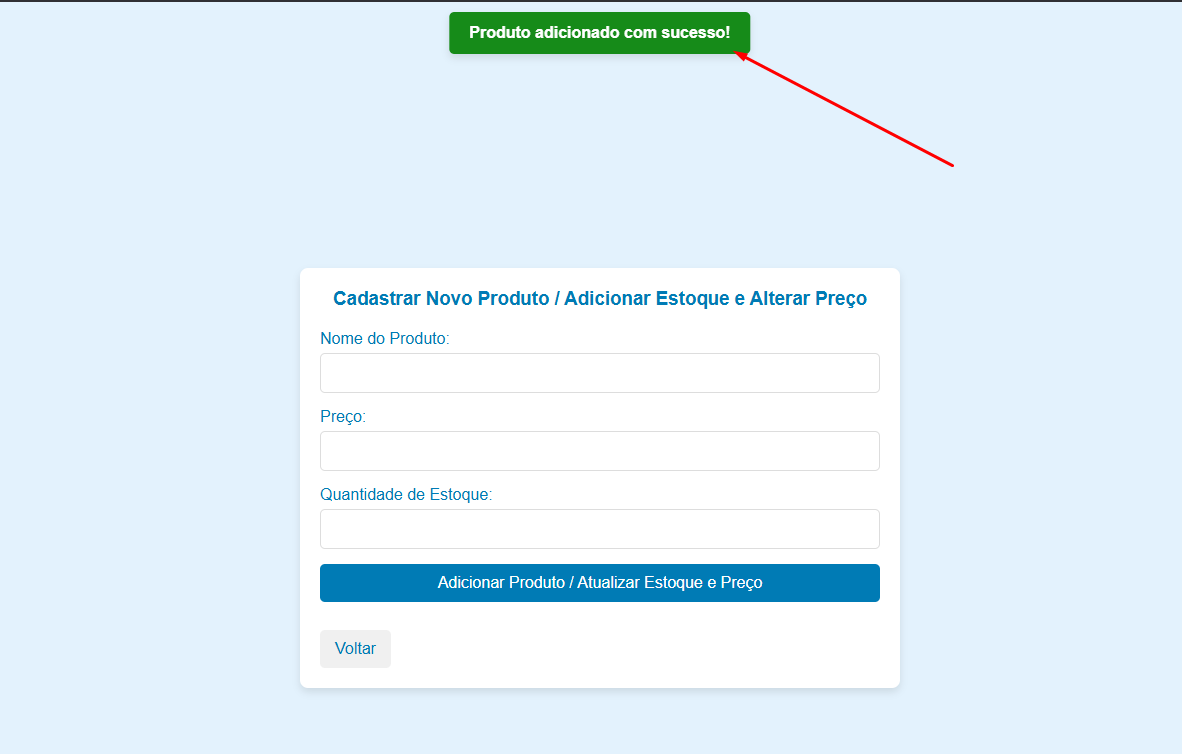 Produto adicionado com sucesso!
Cadastrar Novo Produto / Adicionar Estoque e Alterar Preço
Nome do Produto:
Preço:
Quantidade de Estoque:
Adicionar Produto / Atualizar Estoque e Preço
Voltar